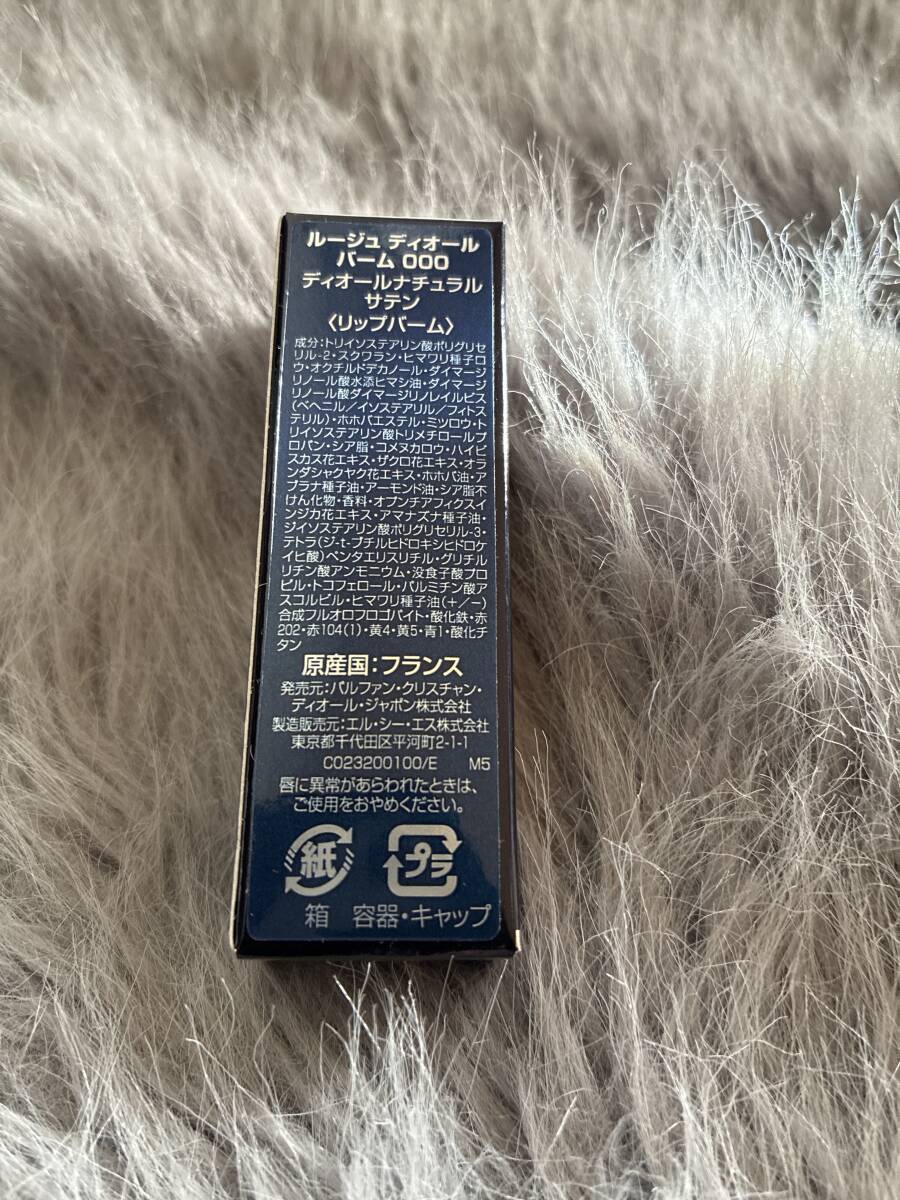 ルージュ ディオール
バーム 000
ディオールナチュラル
サテン
〈リップバーム〉
成分:トリイソステアリン酸ポリグリセ
リル-2・スクワラン・ヒマワリ種子ロ
ウ・オクチルドデカノール・ダイマージ
リノール酸水添ヒマシ油・ダイマージ
リノール酸ダイマージリノレイルビス
(ベヘニル/イソステアリル/フィトス
テリル)・ホホバエステル・ミツロウ・ト
リイソステアリン酸トリメチロールプ
ロパン・シア脂・コメヌカロウ・ハイビ
スカス花エキス・ザクロ花エキス・オラ
ンダシャクヤク花エキス・ホホバ油・ア
ブラナ種子油・アーモンド油・シア脂不
けん化物・香料・オプンチアフィクスイ
ンジカ花エキス・アマナズナ種子油・
ジイソステアリン酸ポリグリセリル-3・
テトラ(ジ-t-ブチルヒドロキシヒドロケ
イヒ酸)ペンタエリスリチル・グリチル
リチン酸アンモニウム・没食子酸プロ
ピル・トコフェロール・パルミチン酸ア
スコルビル・ヒマワリ種子油(+/-)
合成フルオロフロゴパイト・酸化鉄・赤
202・赤104(1)・黄4・黄5・青1・酸化チ
タン
原産国:フランス
発売元:パルファン・クリスチャン・
ディオール・ジャポン株式会社
製造販売元:エル・シー・エス株式会社
東京都千代田区平河町2-1-1
C023200100/E M5
唇に異常があらわれたときは、
ご使用をおやめください。
紙 プラ
箱 容器・キャップ